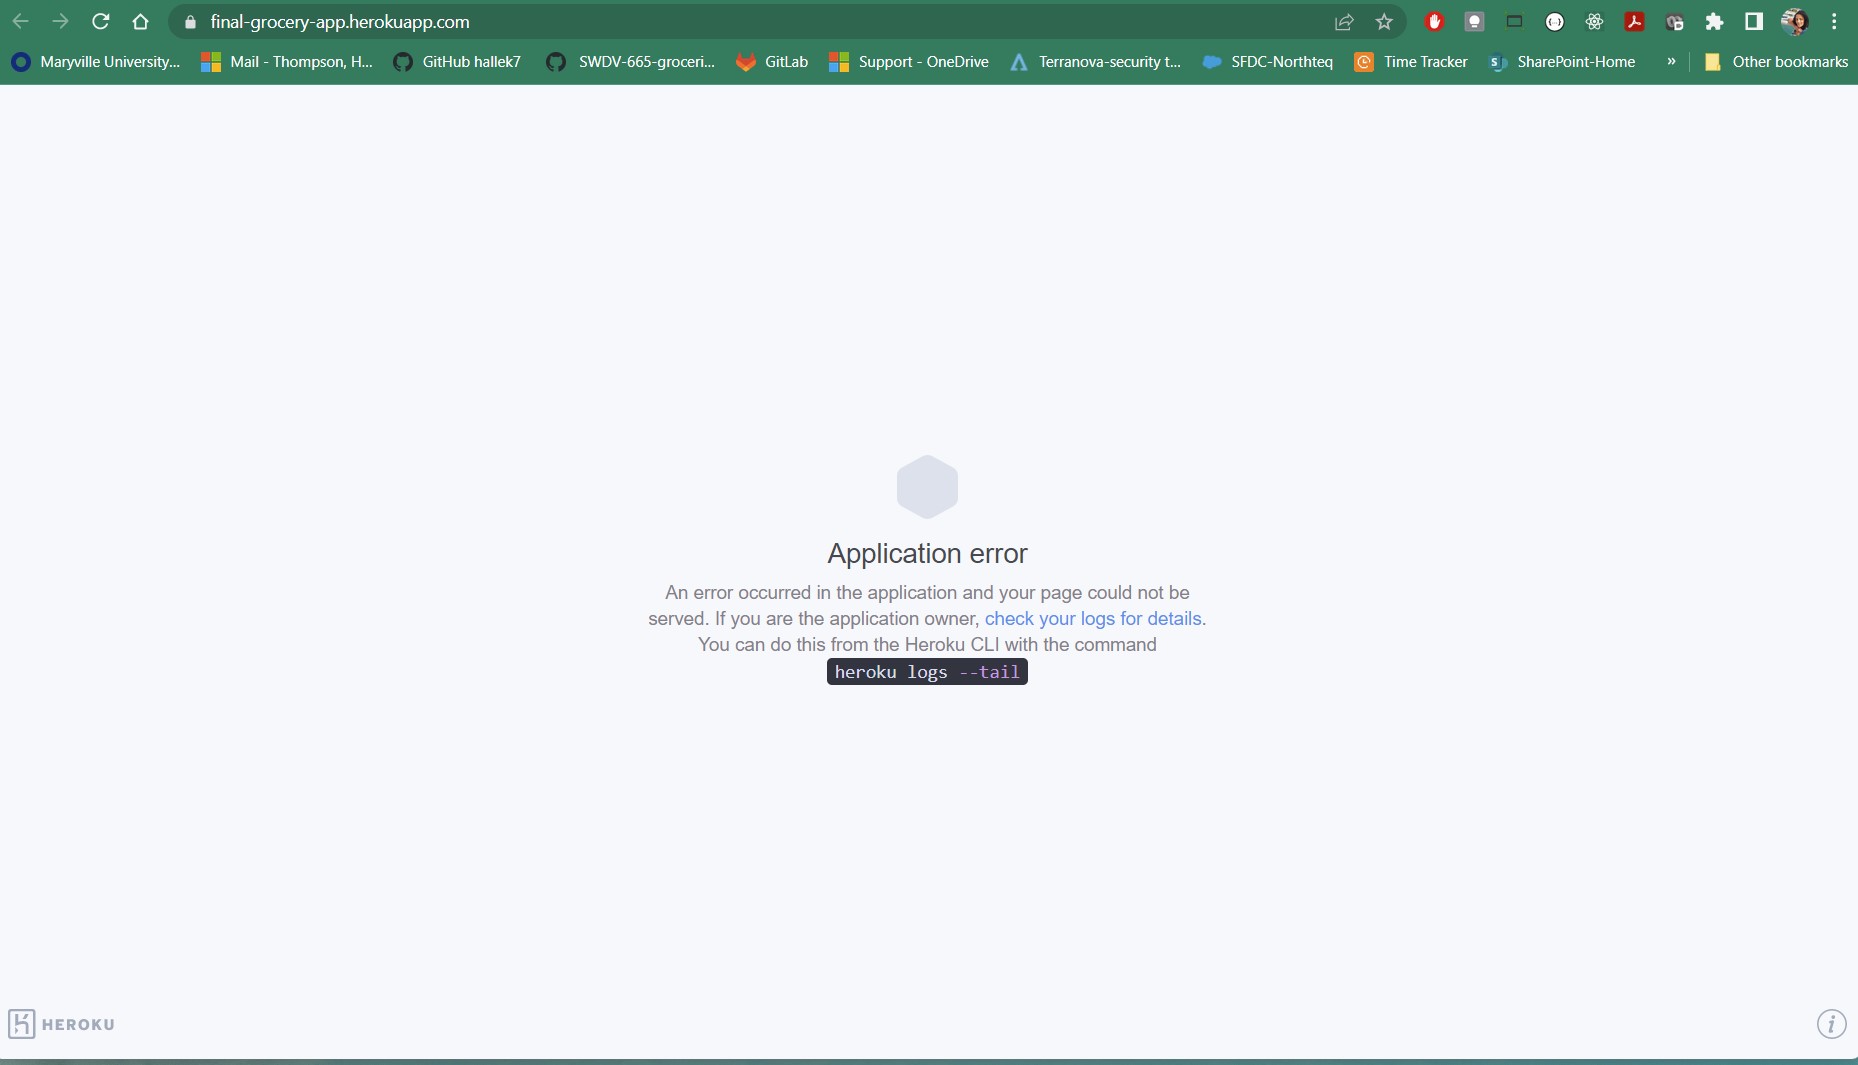 final-grocery-app.herokuapp.com
Maryville University... Mail - Thompson, H... GitHub hallek7 SWDV-665-groceri... GitLab Support - OneDrive Terranova-security t... SFDC-Northteq Time Tracker SharePoint-Home » Other bookmarks
Application error
An error occurred in the application and your page could not be
served. If you are the application owner, check your logs for details.
You can do this from the Heroku CLI with the command
heroku logs --tail
HEROKU